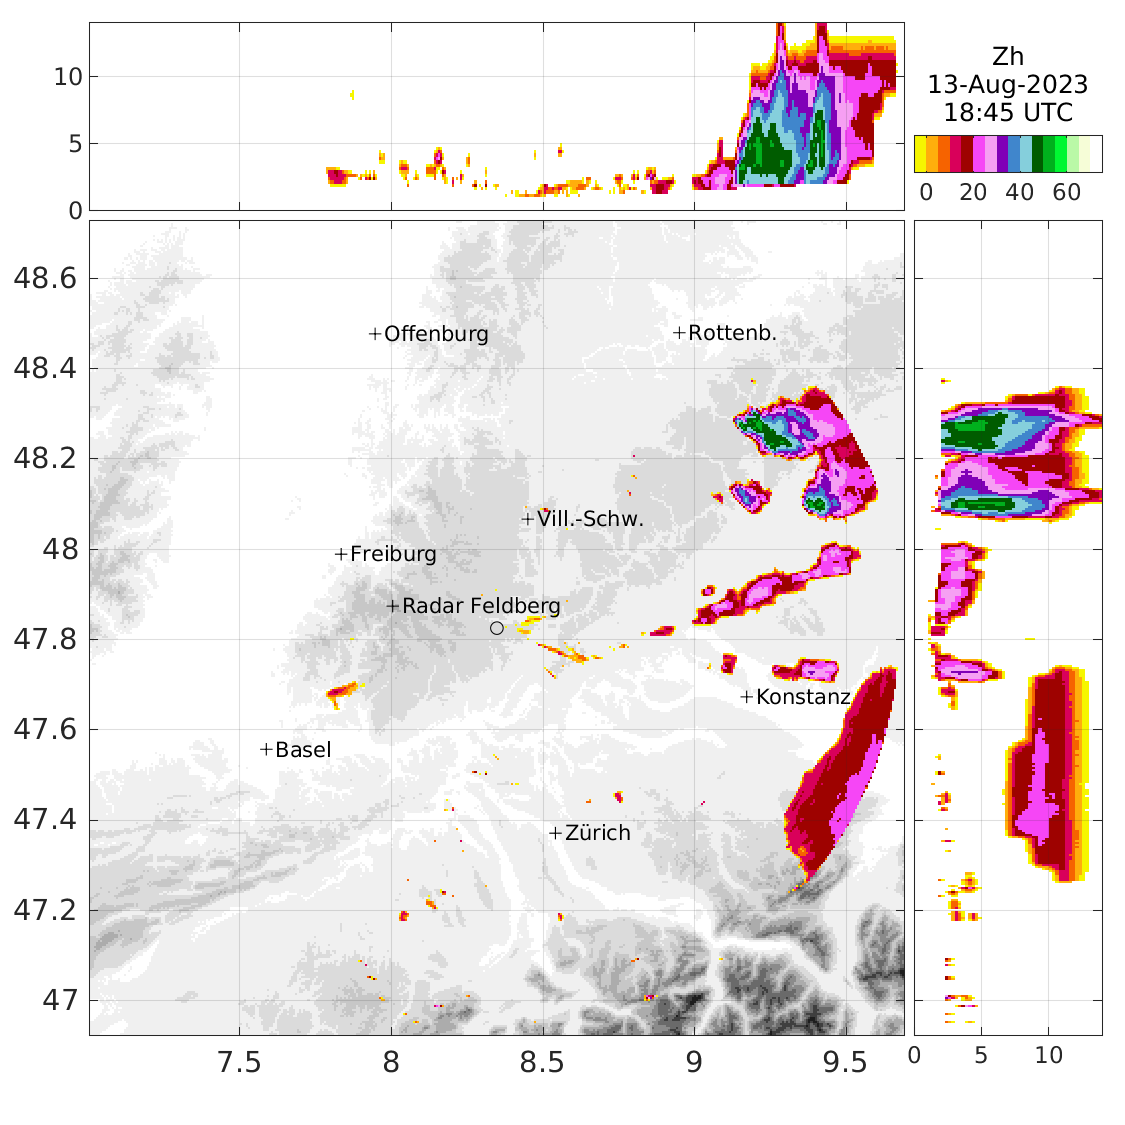 10
5
0
Zh
13-Aug-2023
18:45 UTC
0 20 40 60
48.6
48.4
48.2
48
47.8
47.6
47.4
47.2
47
+Offenburg
+Rottenb.
+Vill.-Schw.
+Freiburg
+Radar Feldberg
+Konstanz
+Basel
+Zürich
7.5 8 8.5 9 9.5
0 5 10